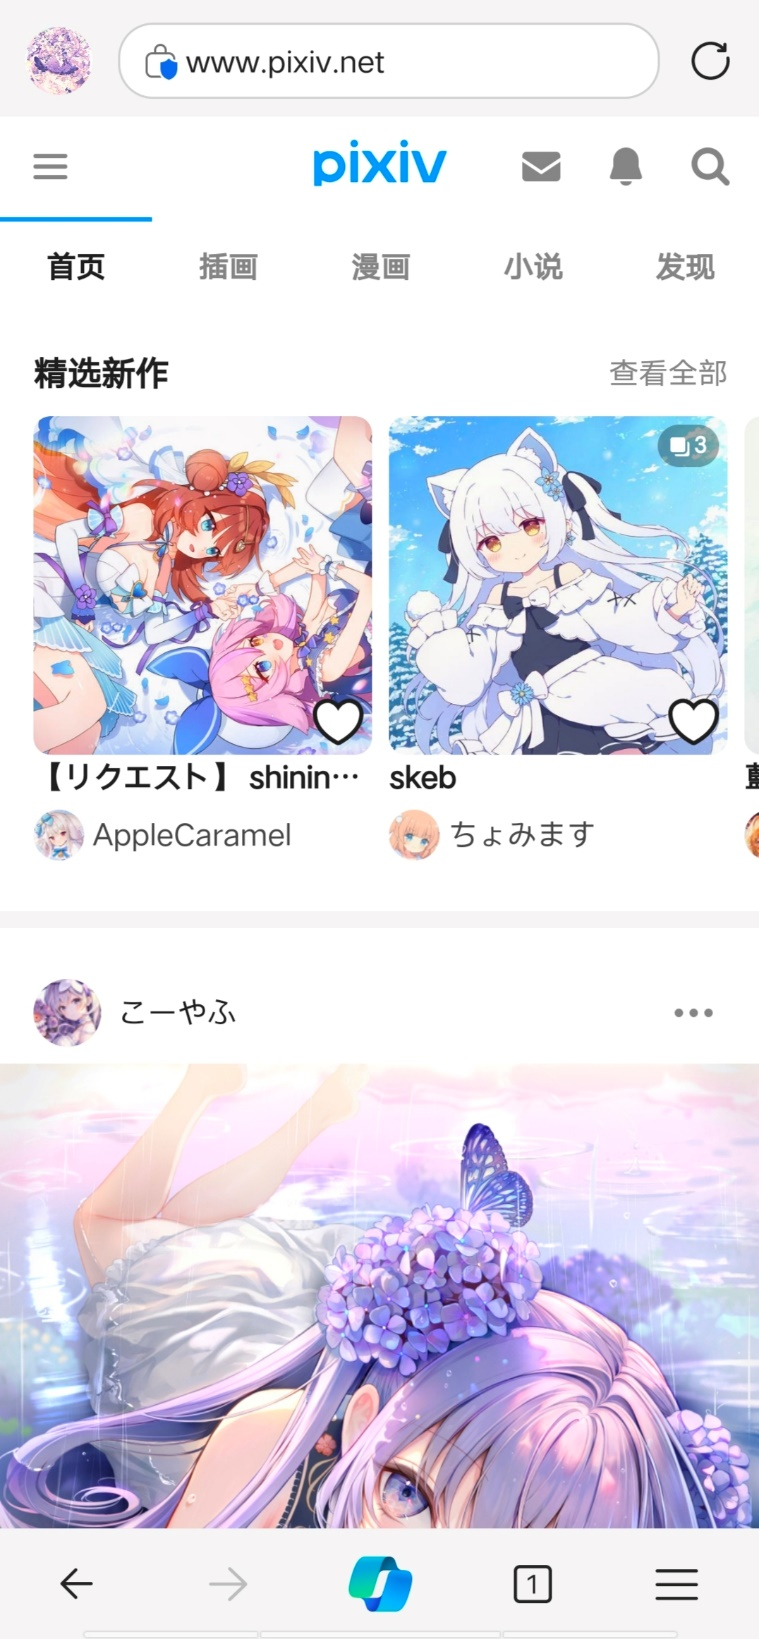 www.pixiv.net
pixiv
首页 插画 漫画 小说 发现
精选新作 查看全部
3
【リクエスト】 shinin…
skeb
AppleCaramel
ちょみます
こーやふ
1